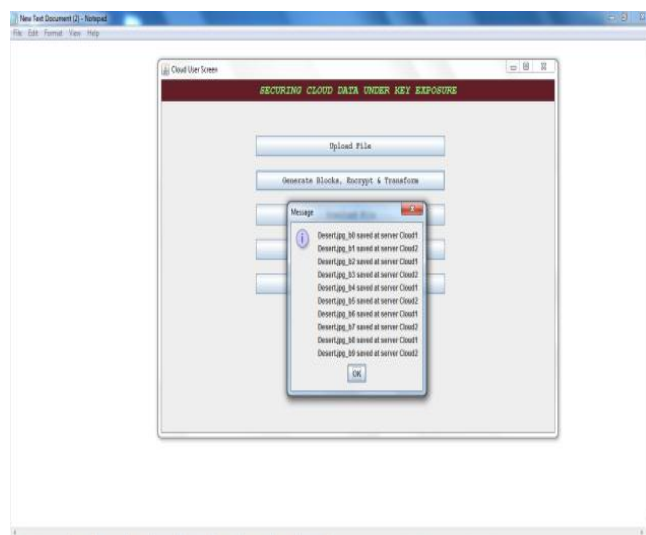 New Text Document (2) - Notepad
File Edit Format View Help
Cloud User Screen
SECURING CLOUD DATA UNDER KEY EXPOSURE
Upload File
Generate Blocks, Encrypt & Transform
Message
Download File
Desert.jpg_b0 saved at server Cloud1
Desert.jpg_b1 saved at server Cloud2
Desert.jpg_b2 saved at server Cloud1
Desert.jpg_b3 saved at server Cloud2
Desert.jpg_b4 saved at server Cloud1
Desert.jpg_b5 saved at server Cloud2
Desert.jpg_b6 saved at server Cloud1
Desert.jpg_b7 saved at server Cloud2
Desert.jpg_b8 saved at server Cloud1
Desert.jpg_b9 saved at server Cloud2
OK